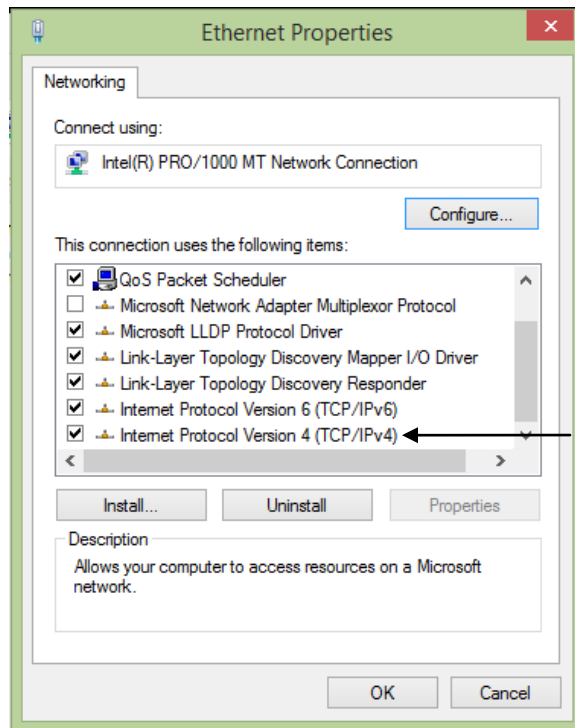 Ethernet Properties
Networking
Connect using:
Intel(R) PRO/1000 MT Network Connection
Configure...
This connection uses the following items:
QoS Packet Scheduler
Microsoft Network Adapter Multiplexor Protocol
Microsoft LLDP Protocol Driver
Link-Layer Topology Discovery Mapper I/O Driver
Link-Layer Topology Discovery Responder
Internet Protocol Version 6 (TCP/IPv6)
Internet Protocol Version 4 (TCP/IPv4)
Install... Uninstall Properties
Description
Allows your computer to access resources on a Microsoft
network.
OK Cancel